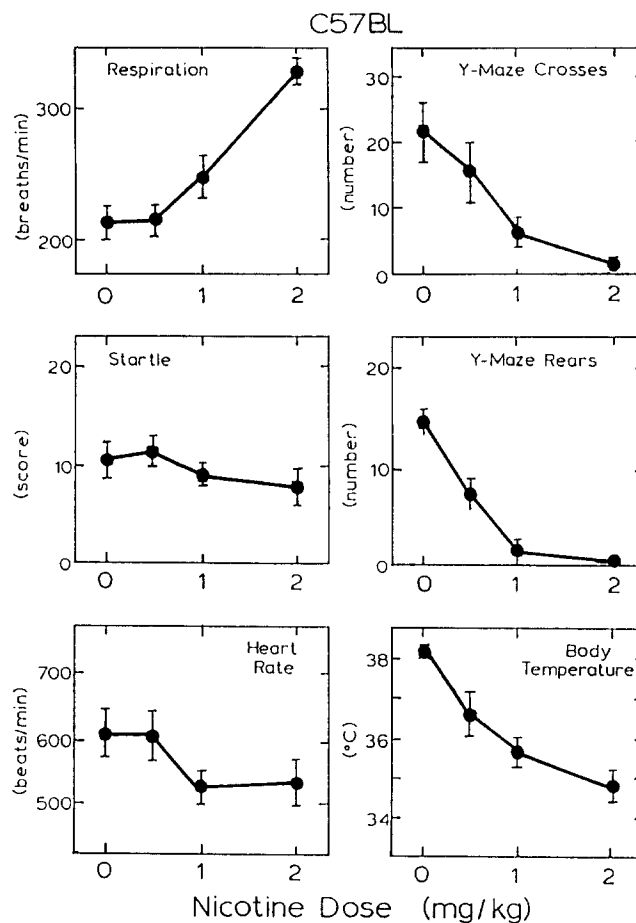 C57BL
Respiration
(breaths/min)
300
200
0 1 2
Y-Maze Crosses
(number)
30
20
10
0
0 1 2
Startle
(score)
20
10
0
0 1 2
Y-Maze Rears
(number)
20
10
0
0 1 2
Heart
Rate
(beats/min)
700
600
500
0 1 2
Body
Temperature
(°C)
38
36
34
0 1 2
Nicotine Dose (mg/kg)